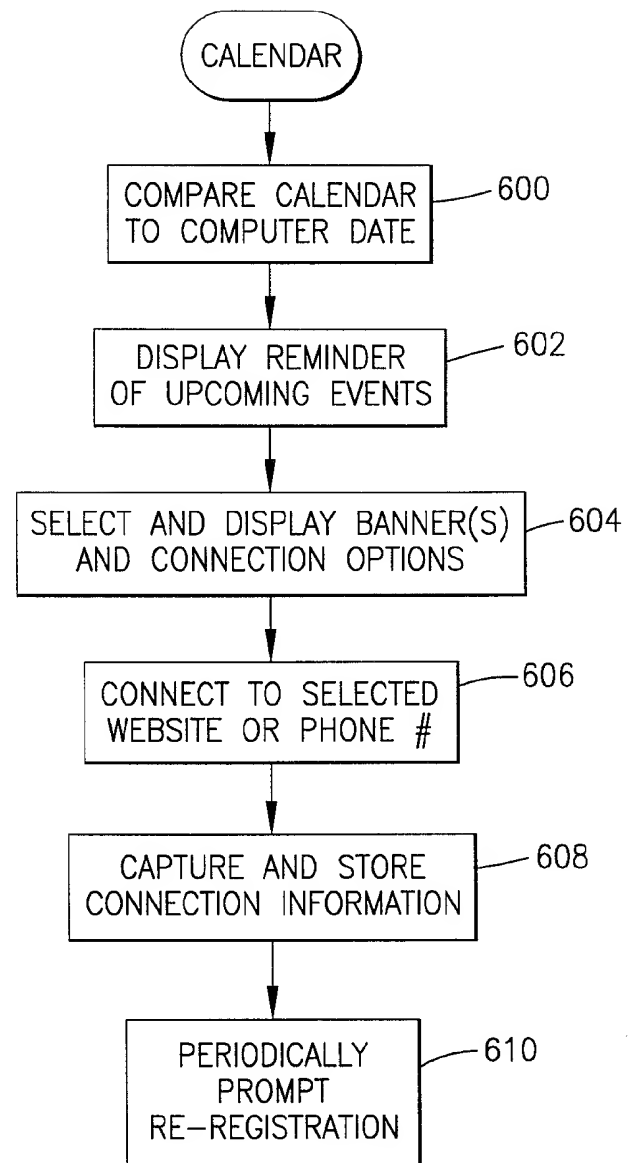 CALENDAR
COMPARE CALENDAR
TO COMPUTER DATE
600
DISPLAY REMINDER
OF UPCOMING EVENTS
602
SELECT AND DISPLAY BANNER(S)
AND CONNECTION OPTIONS
604
CONNECT TO SELECTED
WEBSITE OR PHONE #
606
CAPTURE AND STORE
CONNECTION INFORMATION
608
PERIODICALLY
PROMPT
RE-REGISTRATION
610